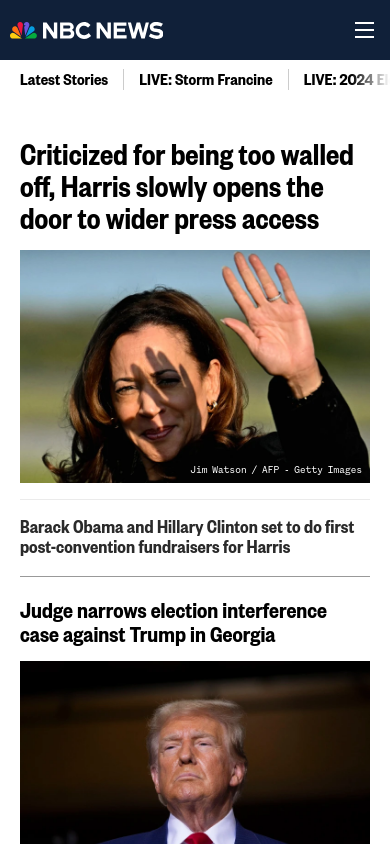 NBC NEWS
Latest Stories
LIVE: Storm Francine
LIVE: 2024
Criticized for being too walled
off, Harris slowly opens the
door to wider press access
Jim Watson / AFP - Getty Images
Barack Obama and Hillary Clinton set to do first
post-convention fundraisers for Harris
Judge narrows election interference
case against Trump in Georgia